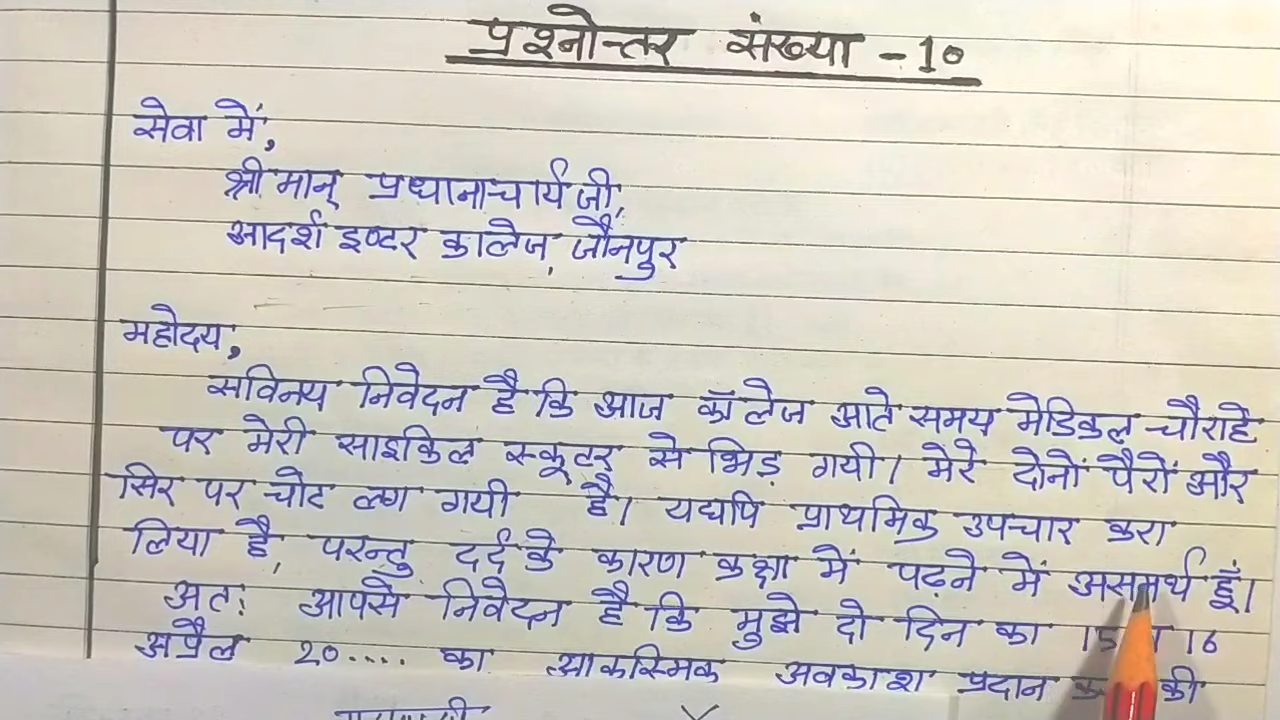 प्रश्नोत्तर संख्या - 10
सेवा में,
श्रीमान् प्रधानाचार्य जी,
आदर्श इण्टर कालेज, जौनपुर
महोदय,
सविनय निवेदन है कि आज कॉलेज आते समय मेडिकल चौराहे
पर मेरी साइकिल स्कूटर से भिड़ गयी। मेरे दोनों पैरों और
सिर पर चोट लग गयी है। यद्यपि प्राथमिक उपचार करा
लिया है, परन्तु दर्द के कारण कक्षा में पढ़ने में असमर्थ हूँ।
अतः आपसे निवेदन है कि मुझे दो दिन का 15 16
अप्रैल 20.... का आकस्मिक अवकाश प्रदान की